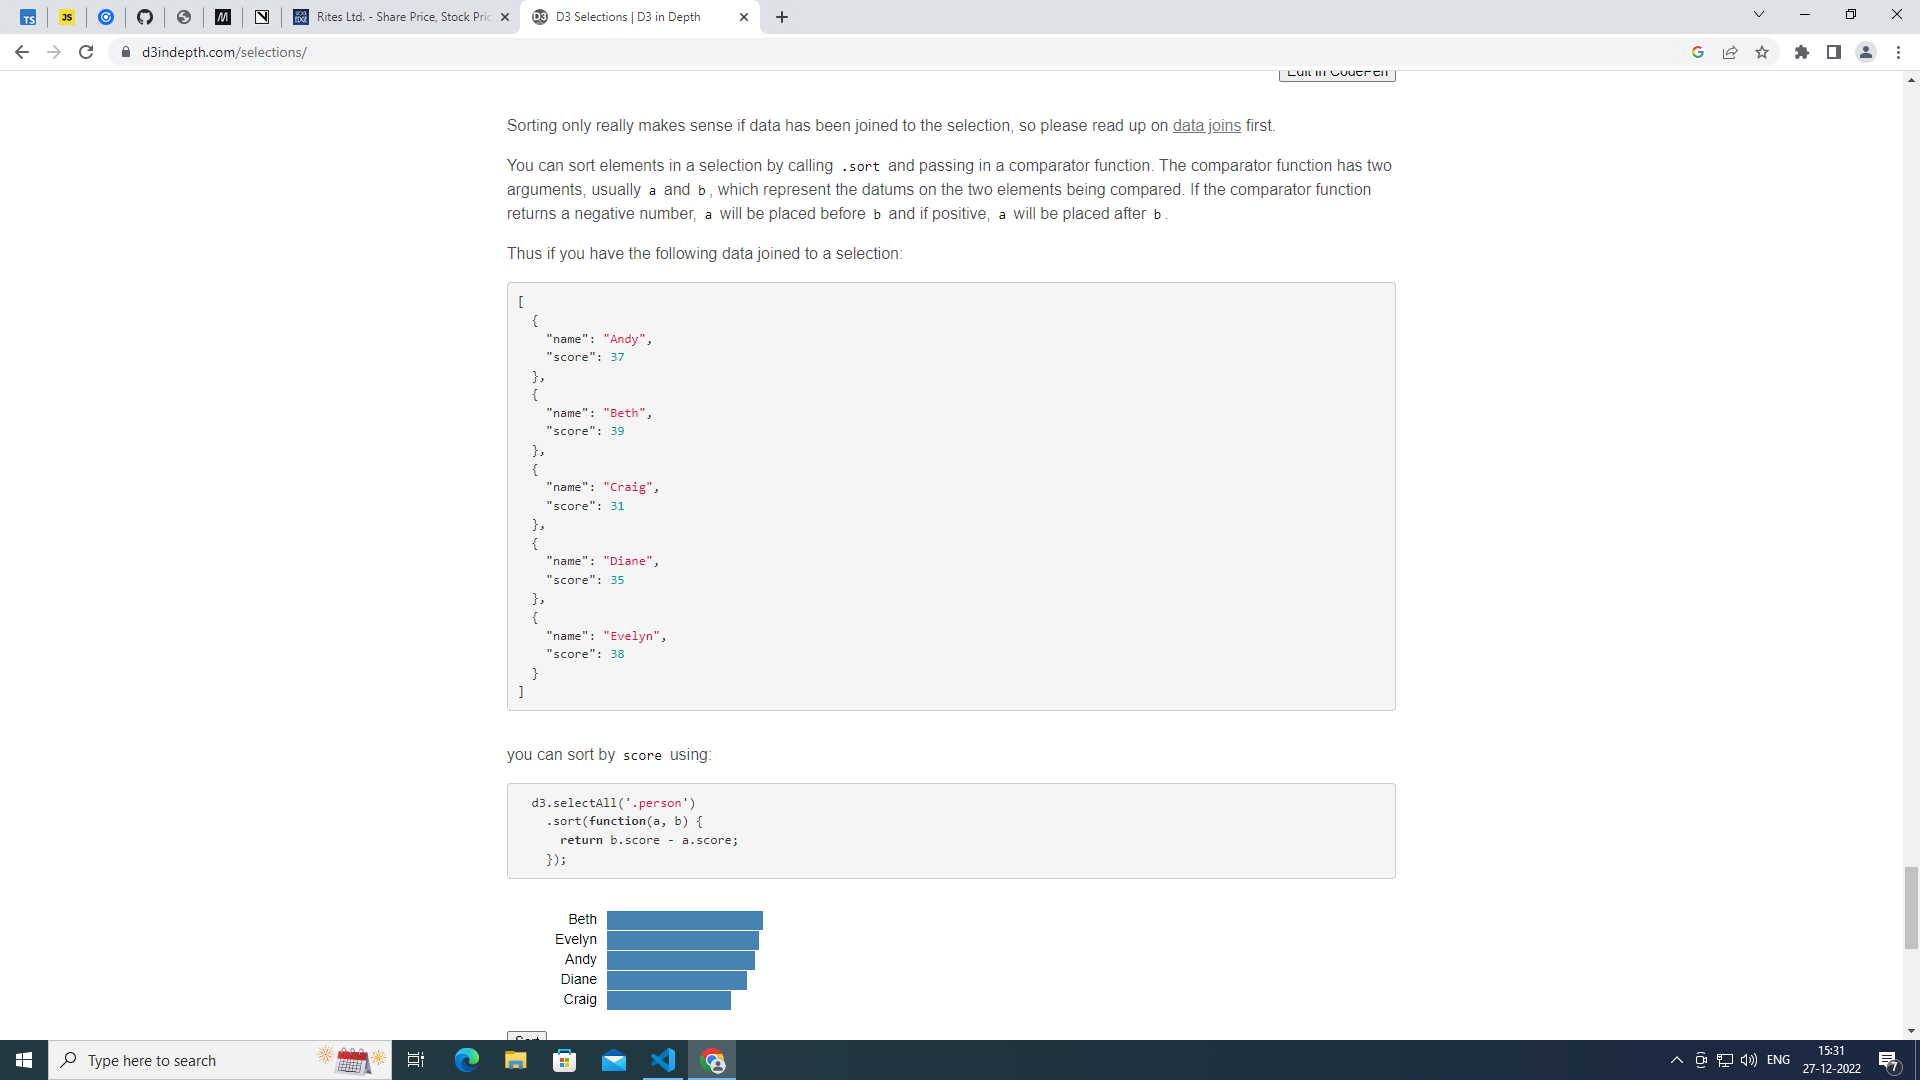 TS
JS
Rites Ltd. - Share Price, Stock Pric
D3
D3 Selections | D3 in Depth
d3indepth.com/selections/
Edit in CodePen
Sorting only really makes sense if data has been joined to the selection, so please read up on data joins first.
You can sort elements in a selection by calling .sort and passing in a comparator function. The comparator function has two
arguments, usually a and b , which represent the datums on the two elements being compared. If the comparator function
returns a negative number, a will be placed before b and if positive, a will be placed after b .
Thus if you have the following data joined to a selection:
[
{
"name": "Andy",
"score": 37
},
{
"name": "Beth",
"score": 39
},
{
"name": "Craig",
"score": 31
},
{
"name": "Diane",
"score": 35
},
{
"name": "Evelyn",
"score": 38
}
]
you can sort by score using:
d3.selectAll('.person')
.sort(function(a, b) {
return b.score - a.score;
});
Beth
Evelyn
Andy
Diane
Craig
Sort
Type here to search
ENG
15:31
27-12-2022
7